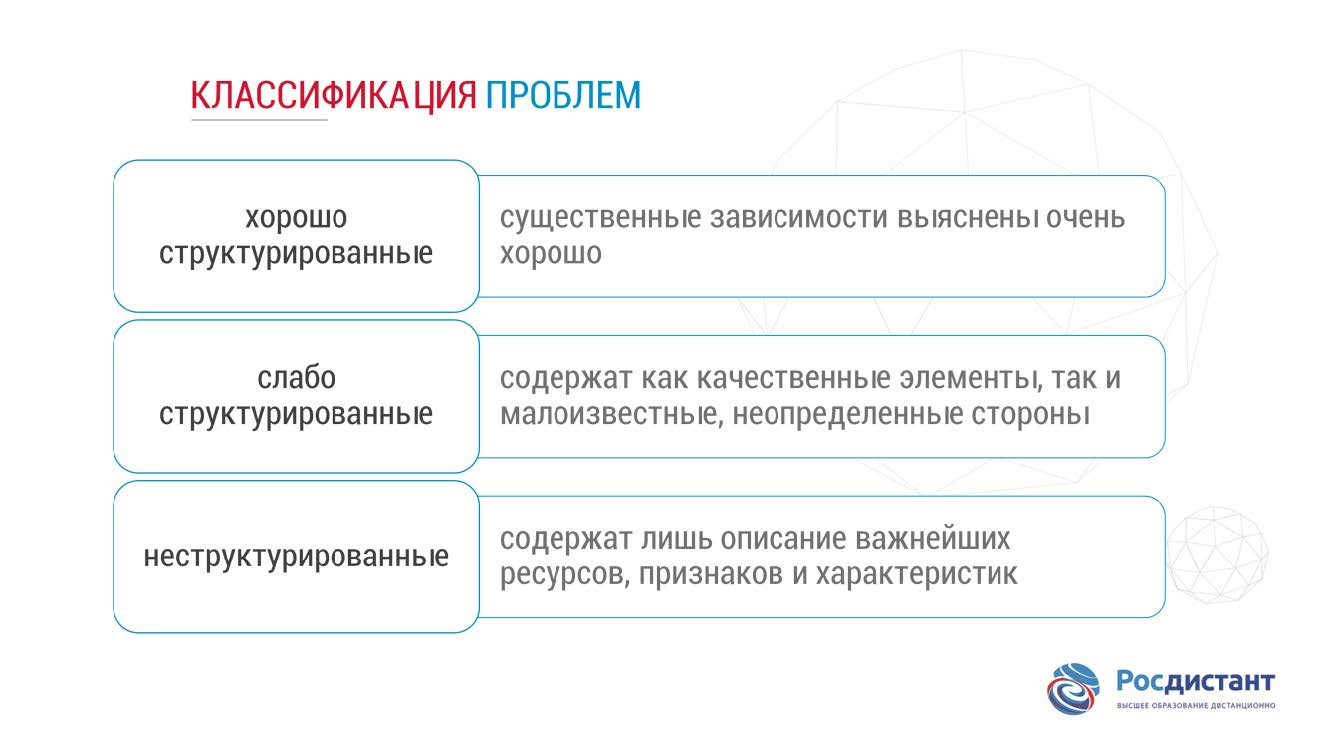 КЛАССИФИКАЦИЯ ПРОБЛЕМ
хорошо
структурированные
существенные зависимости выяснены очень
хорошо
слабо
структурированные
содержат как качественные элементы, так и
малоизвестные, неопределенные стороны
неструктурированные
содержат лишь описание важнейших
ресурсов, признаков и характеристик
Росдистант
ВЫСШЕЕ ОБРАЗОВАНИЕ ДИСТАНЦИОННО